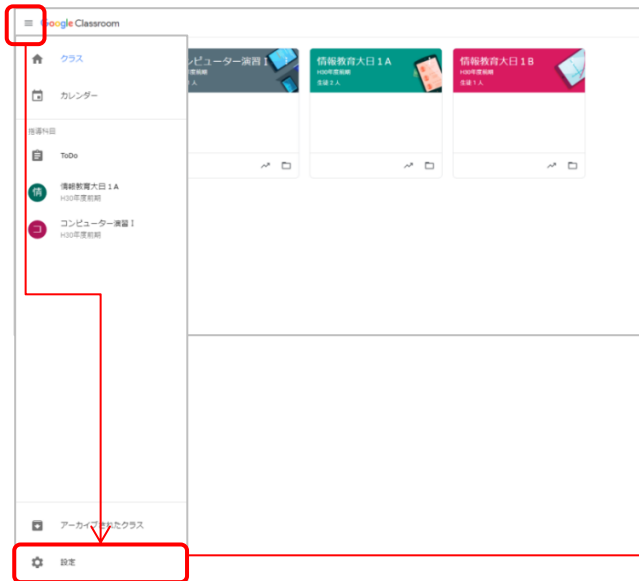 Google Classroom
クラス
カレンダー
指導科目
ToDo
情
情報教育大日1A
H30年度前期
コ
コンピューター演習 I
H30年度前期
アーカイブされたクラス
設定
ンピューター演習 I
年度前期
人
情報教育大日1A
H30年度前期
生徒2人
情報教育大日1B
H30年度前期
生徒1人